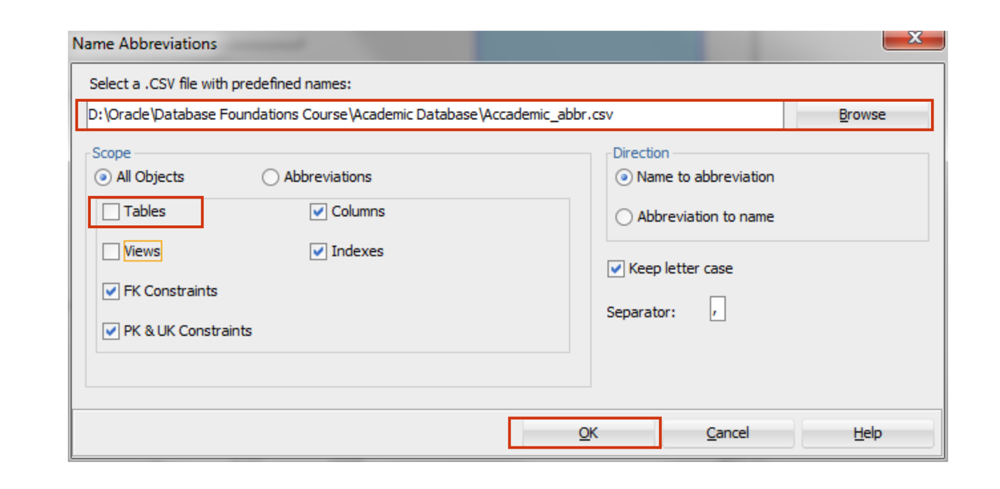 Name Abbreviations
x
Select a .CSV file with predefined names:
D:\Oracle\Database Foundations Course\Academic Database\Accademic_abbr.csv Browse
Scope Direction
All Objects Abbreviations Name to abbreviation
Tables Columns Abbreviation to name
Views Indexes
Keep letter case
FK Constraints
Separator: ,
PK & UK Constraints
OK Cancel Help